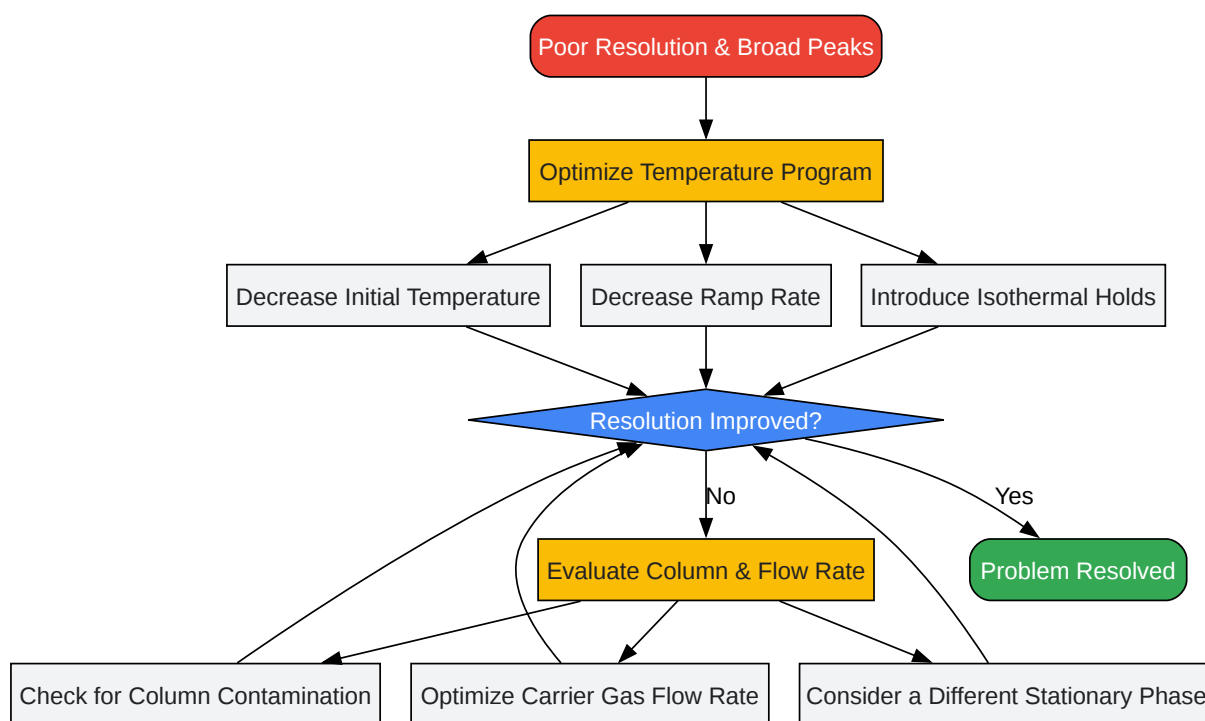 Poor Resolution & Broad Peaks
Optimize Temperature Program
Decrease Initial Temperature
Decrease Ramp Rate
Introduce Isothermal Holds
Resolution Improved?
No
Yes
Evaluate Column & Flow Rate
Problem Resolved
Check for Column Contamination
Optimize Carrier Gas Flow Rate
Consider a Different Stationary Phase